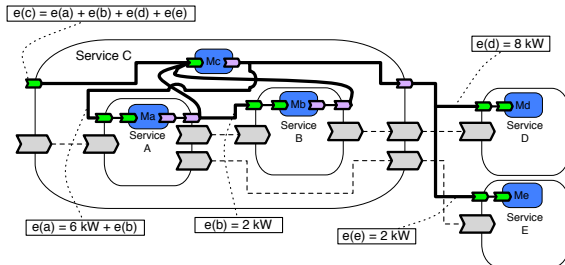 e(c) = e(a) + e(b) + e(d) + e(e)
Service C
Mc
e(d) = 8 kW
Ma
Service
A
Mb
Service
B
Md
Service
D
Me
Service
E
e(a) = 6 kW + e(b)
e(b) = 2 kW
e(e) = 2 kW